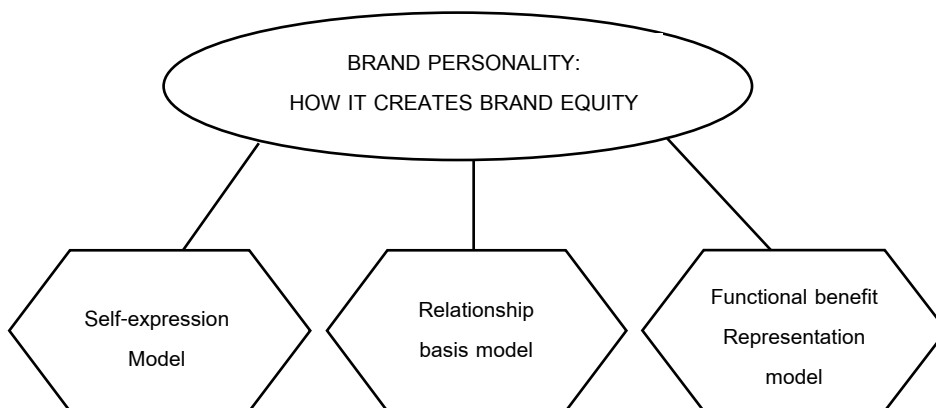 BRAND PERSONALITY:
HOW IT CREATES BRAND EQUITY
Self-expression
Model
Relationship
basis model
Functional benefit
Representation
model